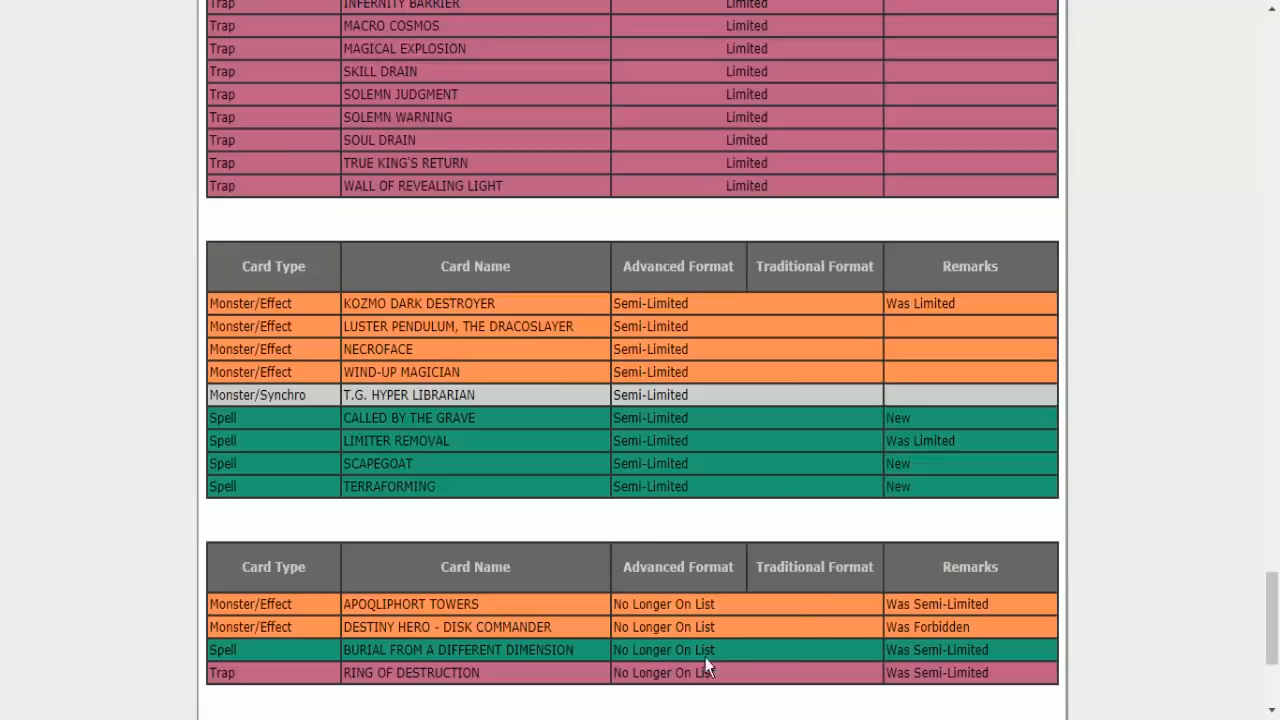 Trap INFERNITY BARRIER Limited
Trap MACRO COSMOS Limited
Trap MAGICAL EXPLOSION Limited
Trap SKILL DRAIN Limited
Trap SOLEMN JUDGMENT Limited
Trap SOLEMN WARNING Limited
Trap SOUL DRAIN Limited
Trap TRUE KING'S RETURN Limited
Trap WALL OF REVEALING LIGHT Limited
Card Type Card Name Advanced Format Traditional Format Remarks
Monster/Effect KOZMO DARK DESTROYER Semi-Limited Was Limited
Monster/Effect LUSTER PENDULUM, THE DRACOSLAYER Semi-Limited
Monster/Effect NECROFACE Semi-Limited
Monster/Effect WIND-UP MAGICIAN Semi-Limited
Monster/Synchro T.G. HYPER LIBRARIAN Semi-Limited
Spell CALLED BY THE GRAVE Semi-Limited New
Spell LIMITER REMOVAL Semi-Limited Was Limited
Spell SCAPEGOAT Semi-Limited New
Spell TERRAFORMING Semi-Limited New
Card Type Card Name Advanced Format Traditional Format Remarks
Monster/Effect APOQLIPHORT TOWERS No Longer On List Was Semi-Limited
Monster/Effect DESTINY HERO - DISK COMMANDER No Longer On List Was Forbidden
Spell BURIAL FROM A DIFFERENT DIMENSION No Longer On List Was Semi-Limited
Trap RING OF DESTRUCTION No Longer On List Was Semi-Limited